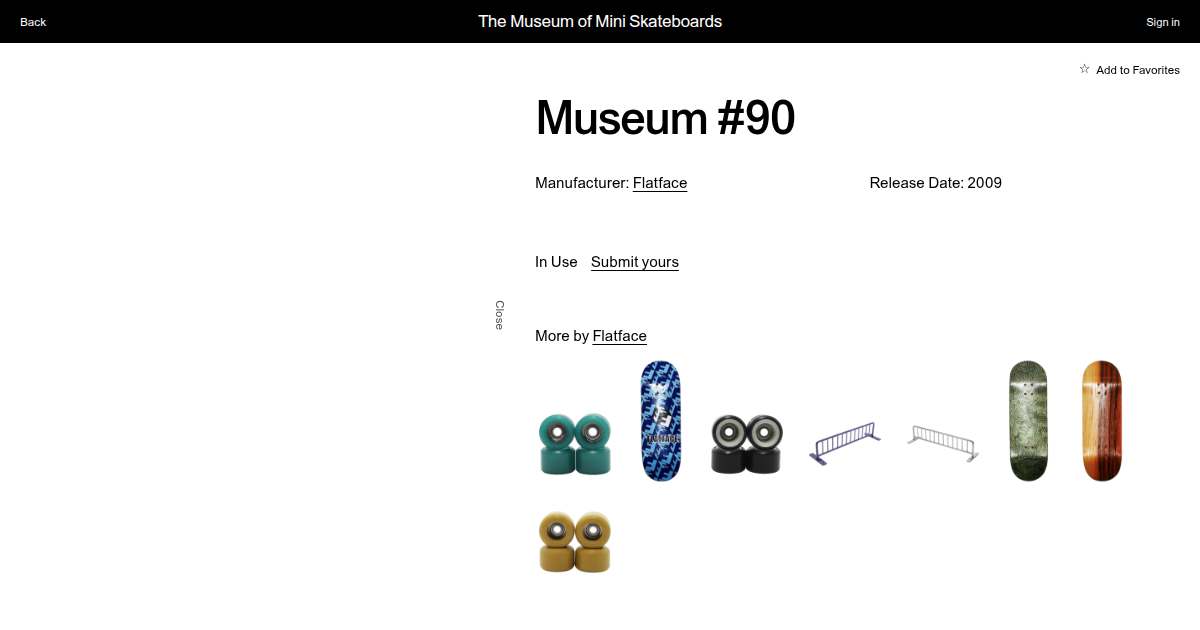 Back
The Museum of Mini Skateboards
Sign in
☆ Add to Favorites
Museum #90
Manufacturer: Flatface
Release Date: 2009
In Use Submit yours
Close
More by Flatface